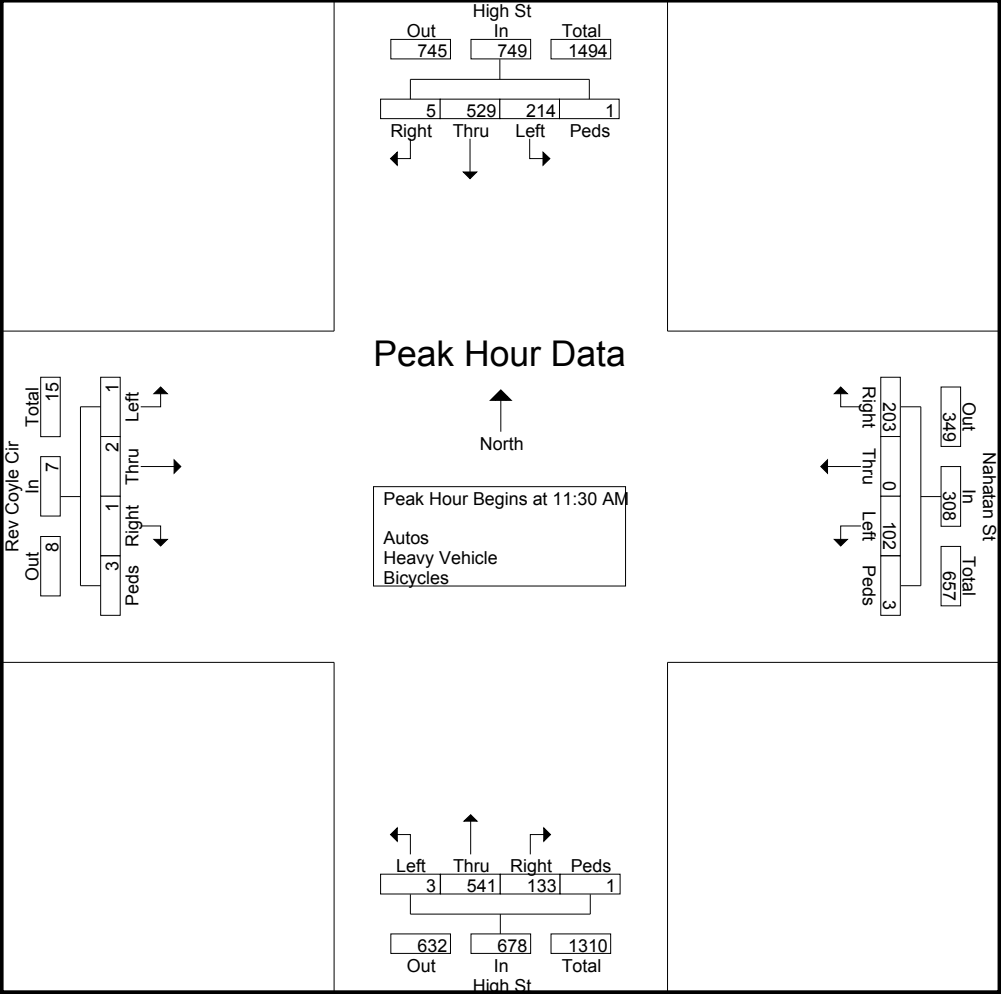 High St
Out In Total
745 749 1494
5 529 214 1
Right Thru Left Peds
Peak Hour Data
North
Peak Hour Begins at 11:30 AM
Autos
Heavy Vehicle
Bicycles
Rev Coyle Cir
Out In Total
8 7 15
Peds Right Thru Left
3 1 2 1
Nahatan St
Out In Total
349 308 657
203 0 102 3
Right Thru Left Peds
Left Thru Right Peds
3 541 133 1
632 678 1310
Out In Total
High St